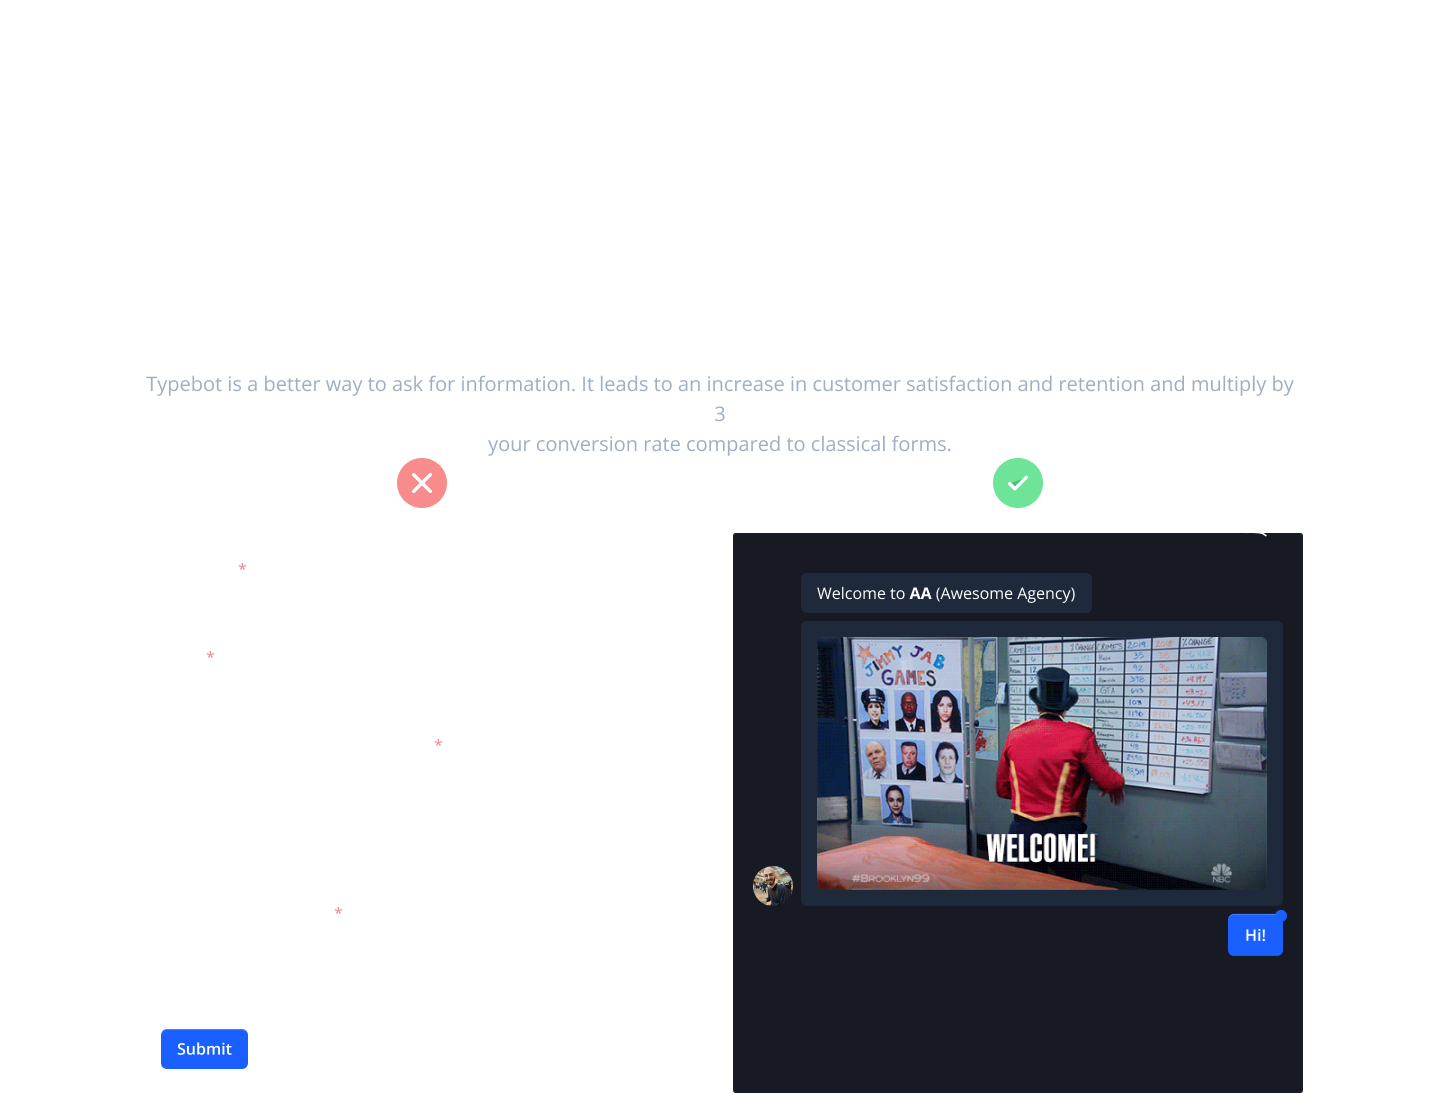 Typebot is a better way to ask for information. It leads to an increase in customer satisfaction and retention and multiply by
3
your conversion rate compared to classical forms.
*
*
*
*
Submit
Welcome to AA (Awesome Agency)
JIMMY JAB
GAMES
WELCOME!
#BROOKLYN99
NBC
Hi!